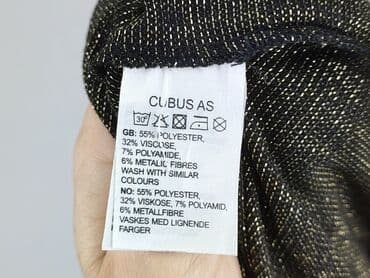 CUBUS AS
30°
GB: 55% POLYESTER,
32% VISCOSE,
7% POLYAMIDE,
6% METALLIC FIBRES
WASH WITH SIMILAR
COLOURS
NO: 55% POLYESTER,
32% VISKOSE, 7% POLYAMID,
6% METALLFIBRE
VASKES MED LIGNENDE
FARGER